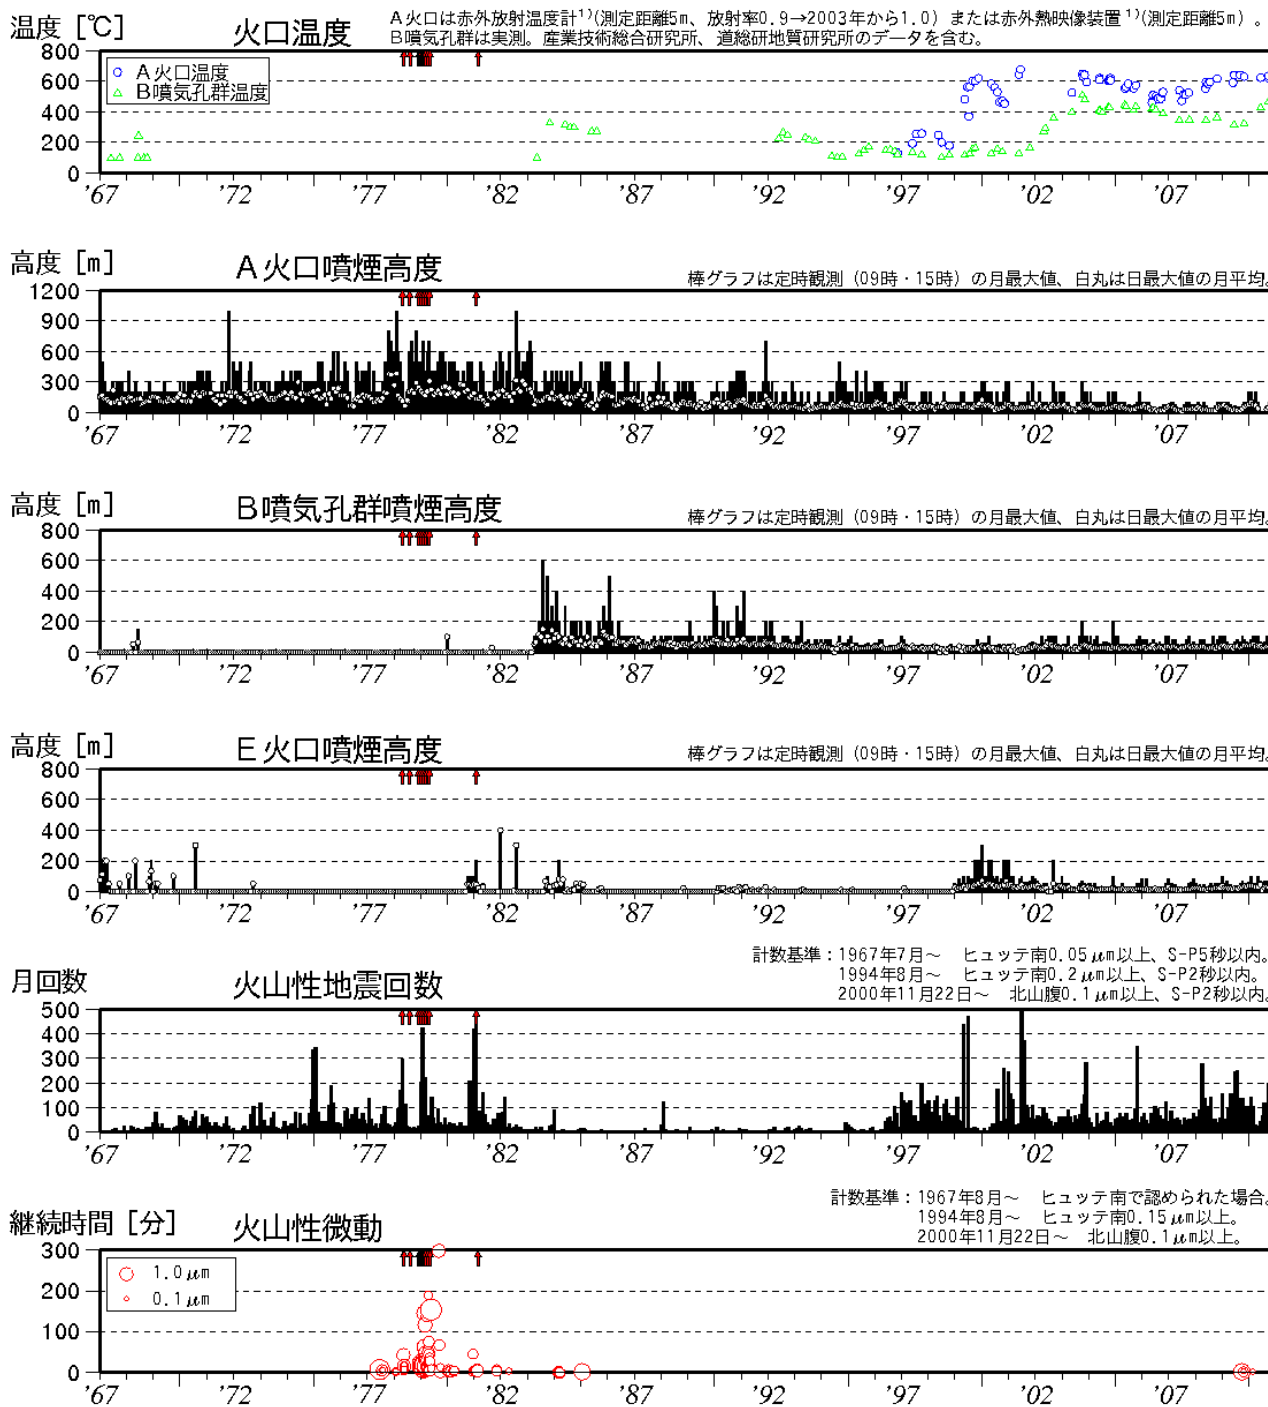 温度 [℃]
火口温度
A火口は赤外放射温度計¹⁾(測定距離5m、放射率0.9→2003年から1.0) または赤外熱映像装置¹⁾(測定距離5m) 。
B噴気孔群は実測。産業技術総合研究所、道総研地質研究所のデータを含む。
800
600
400
200
0
A火口温度
B噴気孔群温度
'67 '72 '77 '82 '87 '92 '97 '02 '07
高度 [m]
A火口噴煙高度
棒グラフは定時観測 (09時・15時) の月最大値、白丸は日最大値の月平均。
1200
900
600
300
0
'67 '72 '77 '82 '87 '92 '97 '02 '07
高度 [m]
B噴気孔群噴煙高度
棒グラフは定時観測 (09時・15時) の月最大値、白丸は日最大値の月平均。
800
600
400
200
0
'67 '72 '77 '82 '87 '92 '97 '02 '07
高度 [m]
E火口噴煙高度
棒グラフは定時観測 (09時・15時) の月最大値、白丸は日最大値の月平均。
800
600
400
200
0
'67 '72 '77 '82 '87 '92 '97 '02 '07
月回数
火山性地震回数
計数基準：1967年7月～ ヒュッテ南0.05μm以上、S-P5秒以内。
1994年8月～ ヒュッテ南0.2μm以上、S-P2秒以内。
2000年11月22日～ 北山腹0.1μm以上、S-P2秒以内。
500
400
300
200
100
0
'67 '72 '77 '82 '87 '92 '97 '02 '07
継続時間 [分]
火山性微動
計数基準：1967年8月～ ヒュッテ南で認められた場合。
1994年8月～ ヒュッテ南0.15μm以上。
2000年11月22日～ 北山腹0.1μm以上。
300
200
100
0
1.0μm
0.1μm
'67 '72 '77 '82 '87 '92 '97 '02 '07